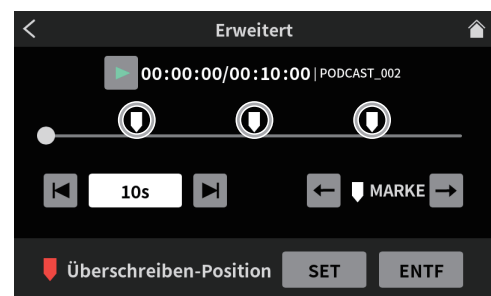 Erweitert
00:00:00/00:10:00 | PODCAST_002
10s MARKE
Überschreiben-Position SET ENTF